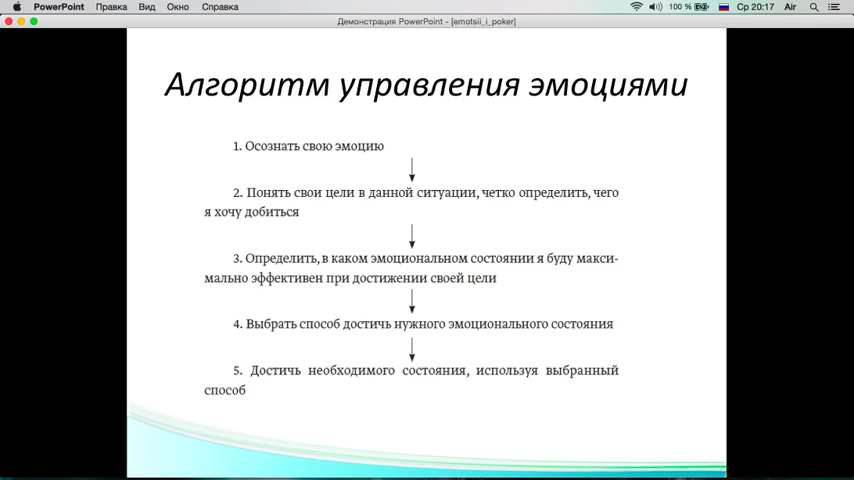 PowerPoint Правка Вид Окно Справка 100 % Ср 20:17 Air
Демонстрация PowerPoint - [emotsii_i_poker]
Алгоритм управления эмоциями
1. Осознать свою эмоцию
2. Понять свои цели в данной ситуации, четко определить, чего
я хочу добиться
3. Определить, в каком эмоциональном состоянии я буду макси-
мально эффективен при достижении своей цели
4. Выбрать способ достичь нужного эмоционального состояния
5. Достичь необходимого состояния, используя выбранный
способ